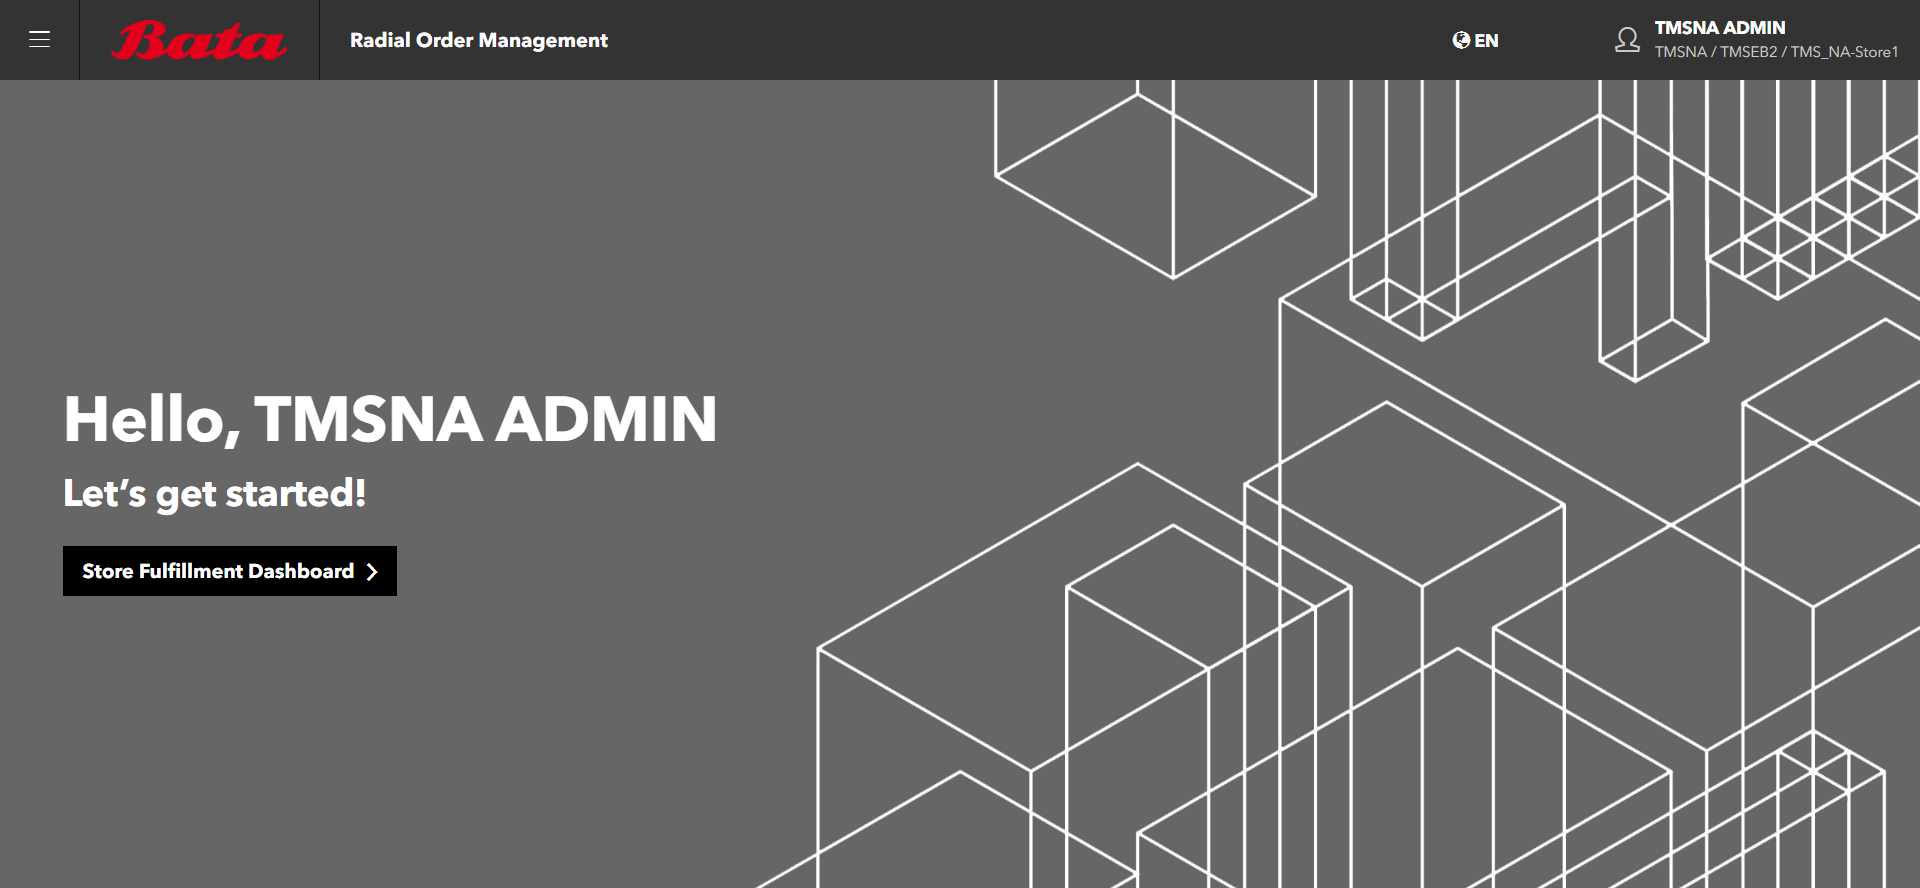 Bata
Radial Order Management
EN
TMSNA ADMIN
TMSNA / TMSEB2 / TMS_NA-Store1
Hello, TMSNA ADMIN
Let’s get started!
Store Fulfillment Dashboard